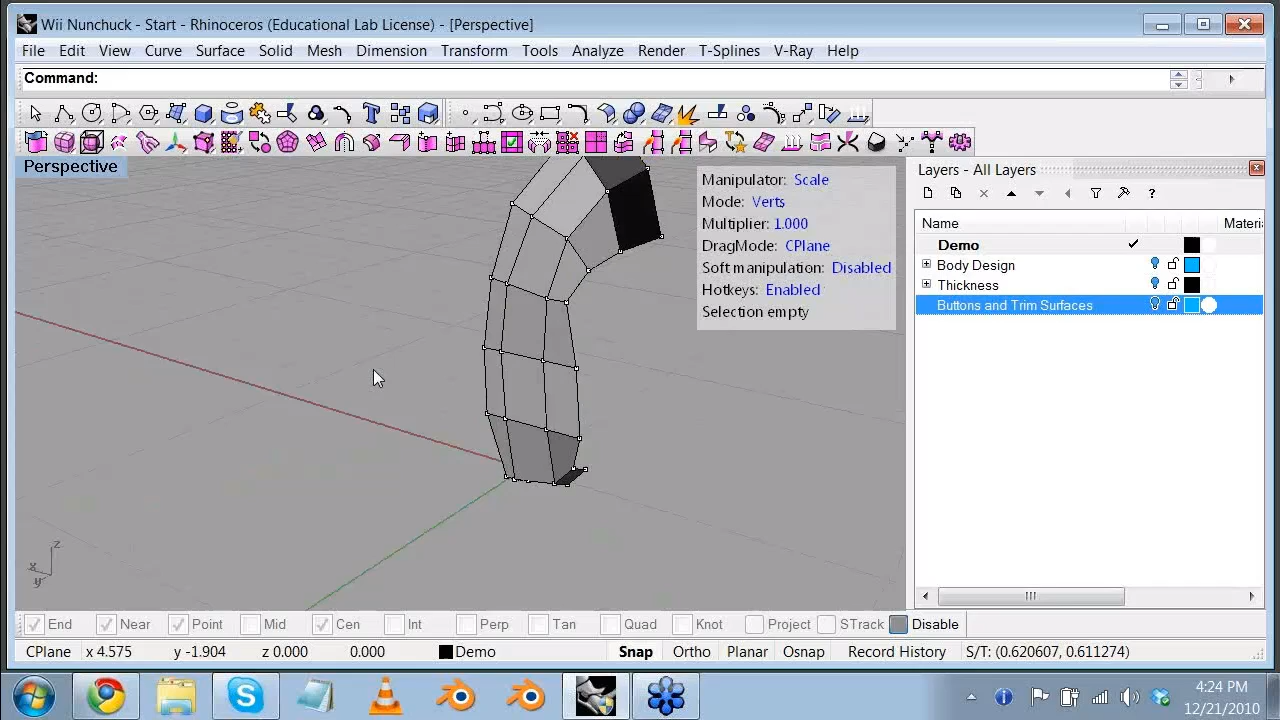 Wii Nunchuck - Start - Rhinoceros (Educational Lab License) - [Perspective]
File Edit View Curve Surface Solid Mesh Dimension Transform Tools Analyze Render T-Splines V-Ray Help
Command:
Perspective
Layers - All Layers
Manipulator: Scale
Mode: Verts
Multiplier: 1.000
DragMode: CPlane
Soft manipulation: Disabled
Hotkeys: Enabled
Selection empty
Name Materi
Demo
Body Design
Thickness
Buttons and Trim Surfaces
z
x
y
End Near Point Mid Cen Int Perp Tan Quad Knot Project STrack Disable
CPlane x 4.575 y -1.904 z 0.000 0.000 Demo Snap Ortho Planar Osnap Record History S/T: (0.620607, 0.611274)
4:24 PM
12/21/2010